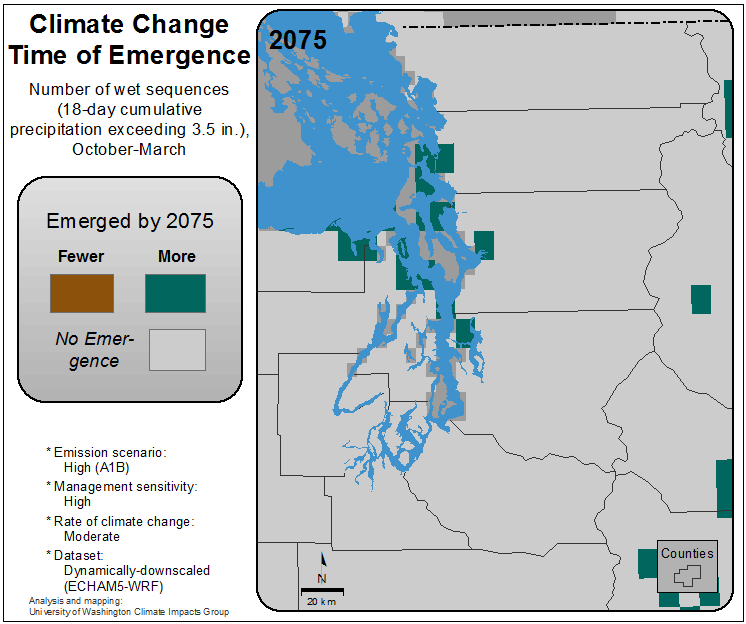 Climate Change
Time of Emergence
Number of wet sequences
(18-day cumulative
precipitation exceeding 3.5 in.),
October-March
Emerged by 2075
Fewer
More
No Emer-
gence
* Emission scenario:
High (A1B)
* Management sensitivity:
High
* Rate of climate change:
Moderate
* Dataset:
Dynamically-downscaled
(ECHAM5-WRF)
Analysis and mapping:
University of Washington Climate Impacts Group
2075
N
20 km
Counties